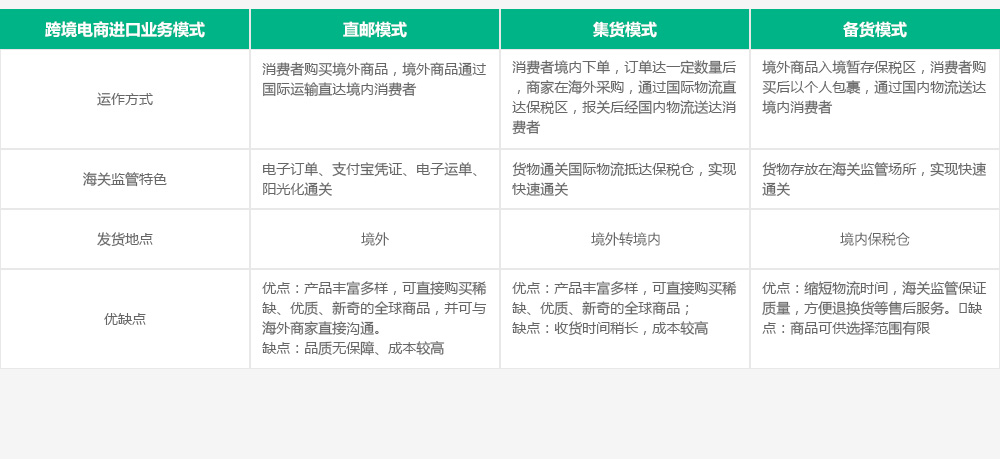 跨境电商进口业务模式
直邮模式
集货模式
备货模式
运作方式
消费者购买境外商品，境外商品通过
国际运输直达境内消费者
消费者境内下单，订单达一定数量后
，商家在海外采购，通过国际物流直
达保税区，报关后经国内物流送达消
费者
境外商品入境暂存保税区，消费者购
买后以个人包裹，通过国内物流送达
境内消费者
海关监管特色
电子订单、支付宝凭证、电子运单、
阳光化通关
货物通关国际物流抵达保税仓，实现
快速通关
货物存放在海关监管场所，实现快速
通关
发货地点
境外
境外转境内
境内保税仓
优缺点
优点：产品丰富多样，可直接购买稀
缺、优质、新奇的全球商品，并可与
海外商家直接沟通。
缺点：品质无保障、成本较高
优点：产品丰富多样，可直接购买稀
缺、优质、新奇的全球商品；
缺点：收货时间稍长，成本较高
优点：缩短物流时间，海关监管保证
质量，方便退换货等售后服务。缺
点：商品可供选择范围有限